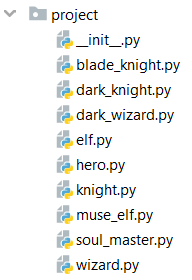 project
__init__.py
blade_knight.py
dark_knight.py
dark_wizard.py
elf.py
hero.py
knight.py
muse_elf.py
soul_master.py
wizard.py